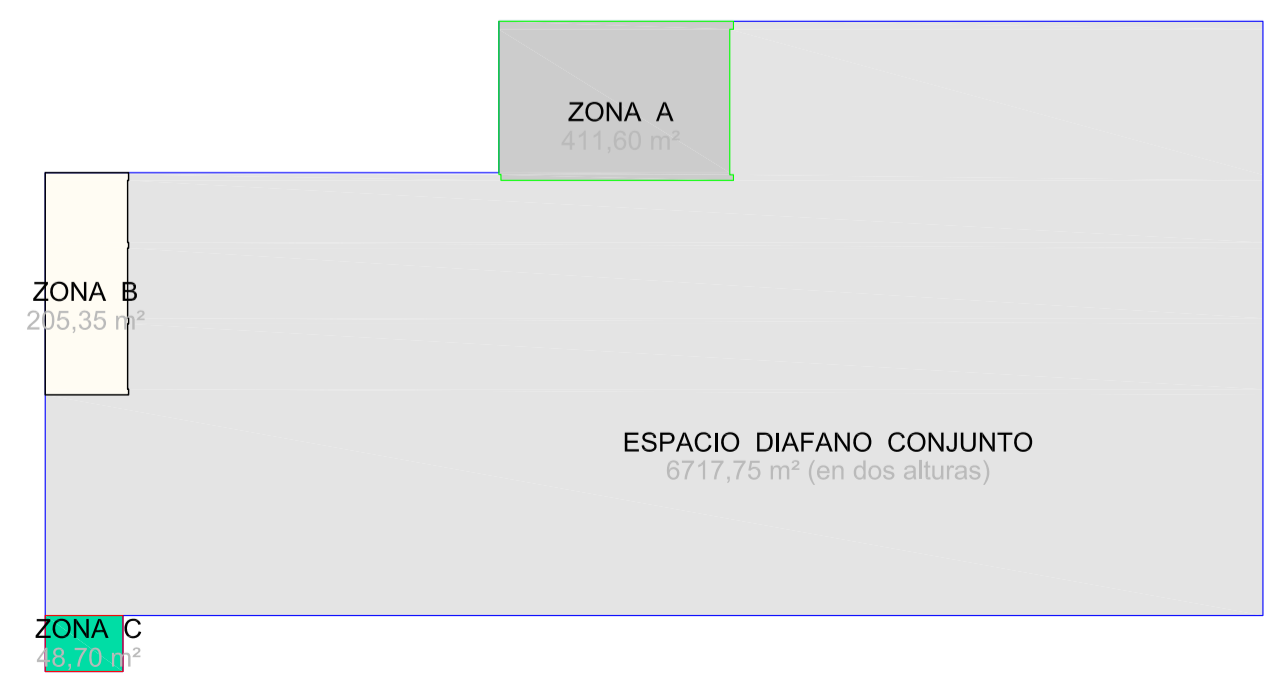 ZONA A
411,60 m²
ZONA B
205,35 m²
ESPACIO DIAFANO CONJUNTO
6717,75 m² (en dos alturas)
ZONA C
48,70 m²